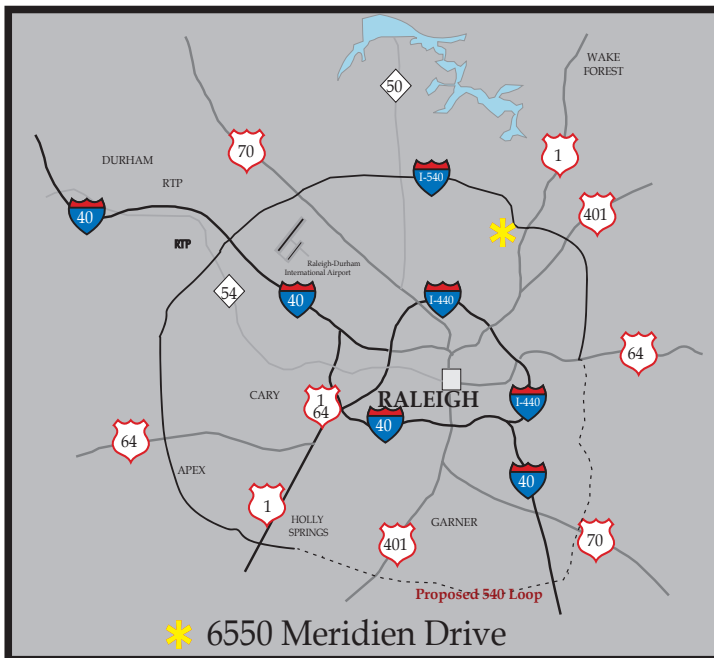 WAKE
FOREST
50
70
1
DURHAM
RTP
I-540
401
40
RTP
Raleigh-Durham
International Airport
54
40
I-440
64
CARY
1
64
RALEIGH
I-440
40
64
APEX
40
1
HOLLY
SPRINGS
GARNER
401
70
Proposed 540 Loop
6550 Meridien Drive